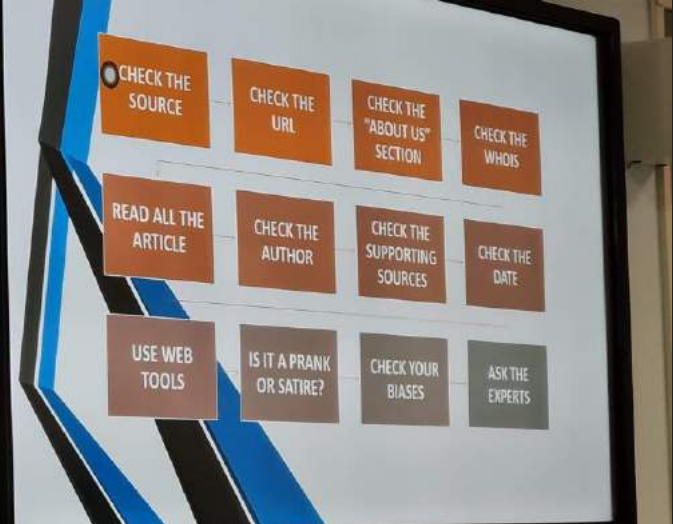 CHECK THE
SOURCE
CHECK THE
URL
CHECK THE
"ABOUT US"
SECTION
CHECK THE
WHOIS
READ ALL THE
ARTICLE
CHECK THE
AUTHOR
CHECK THE
SUPPORTING
SOURCES
CHECK THE
DATE
USE WEB
TOOLS
IS IT A PRANK
OR SATIRE?
CHECK YOUR
BIASES
ASK THE
EXPERTS